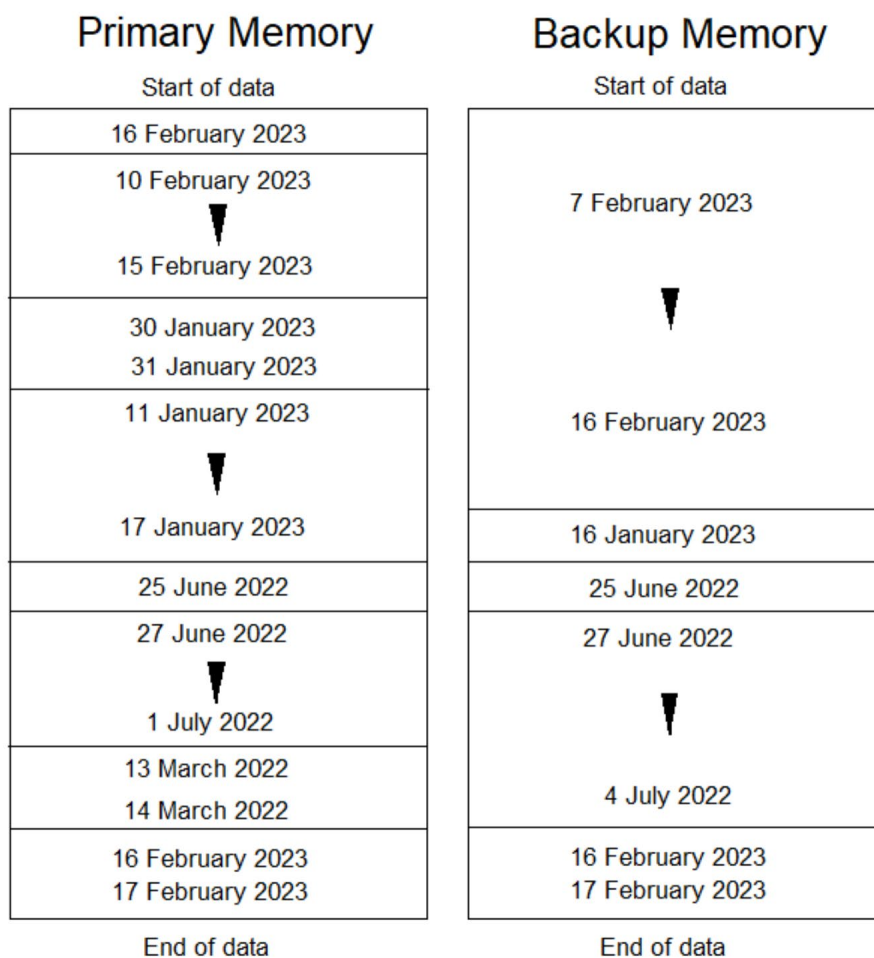 Primary Memory
Start of data
16 February 2023
10 February 2023
15 February 2023
30 January 2023
31 January 2023
11 January 2023
17 January 2023
25 June 2022
27 June 2022
1 July 2022
13 March 2022
14 March 2022
16 February 2023
17 February 2023
End of data
Backup Memory
Start of data
7 February 2023
16 February 2023
16 January 2023
25 June 2022
27 June 2022
4 July 2022
16 February 2023
17 February 2023
End of data